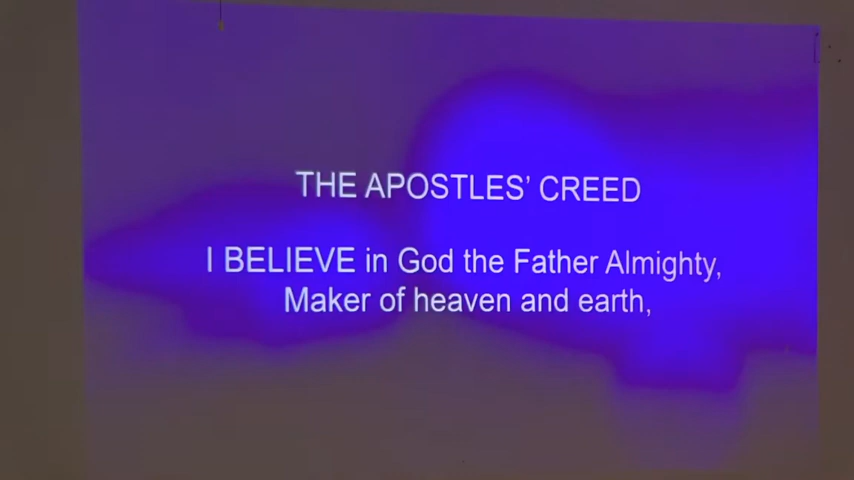 THE APOSTLES’ CREED
I BELIEVE in God the Father Almighty,
Maker of heaven and earth,